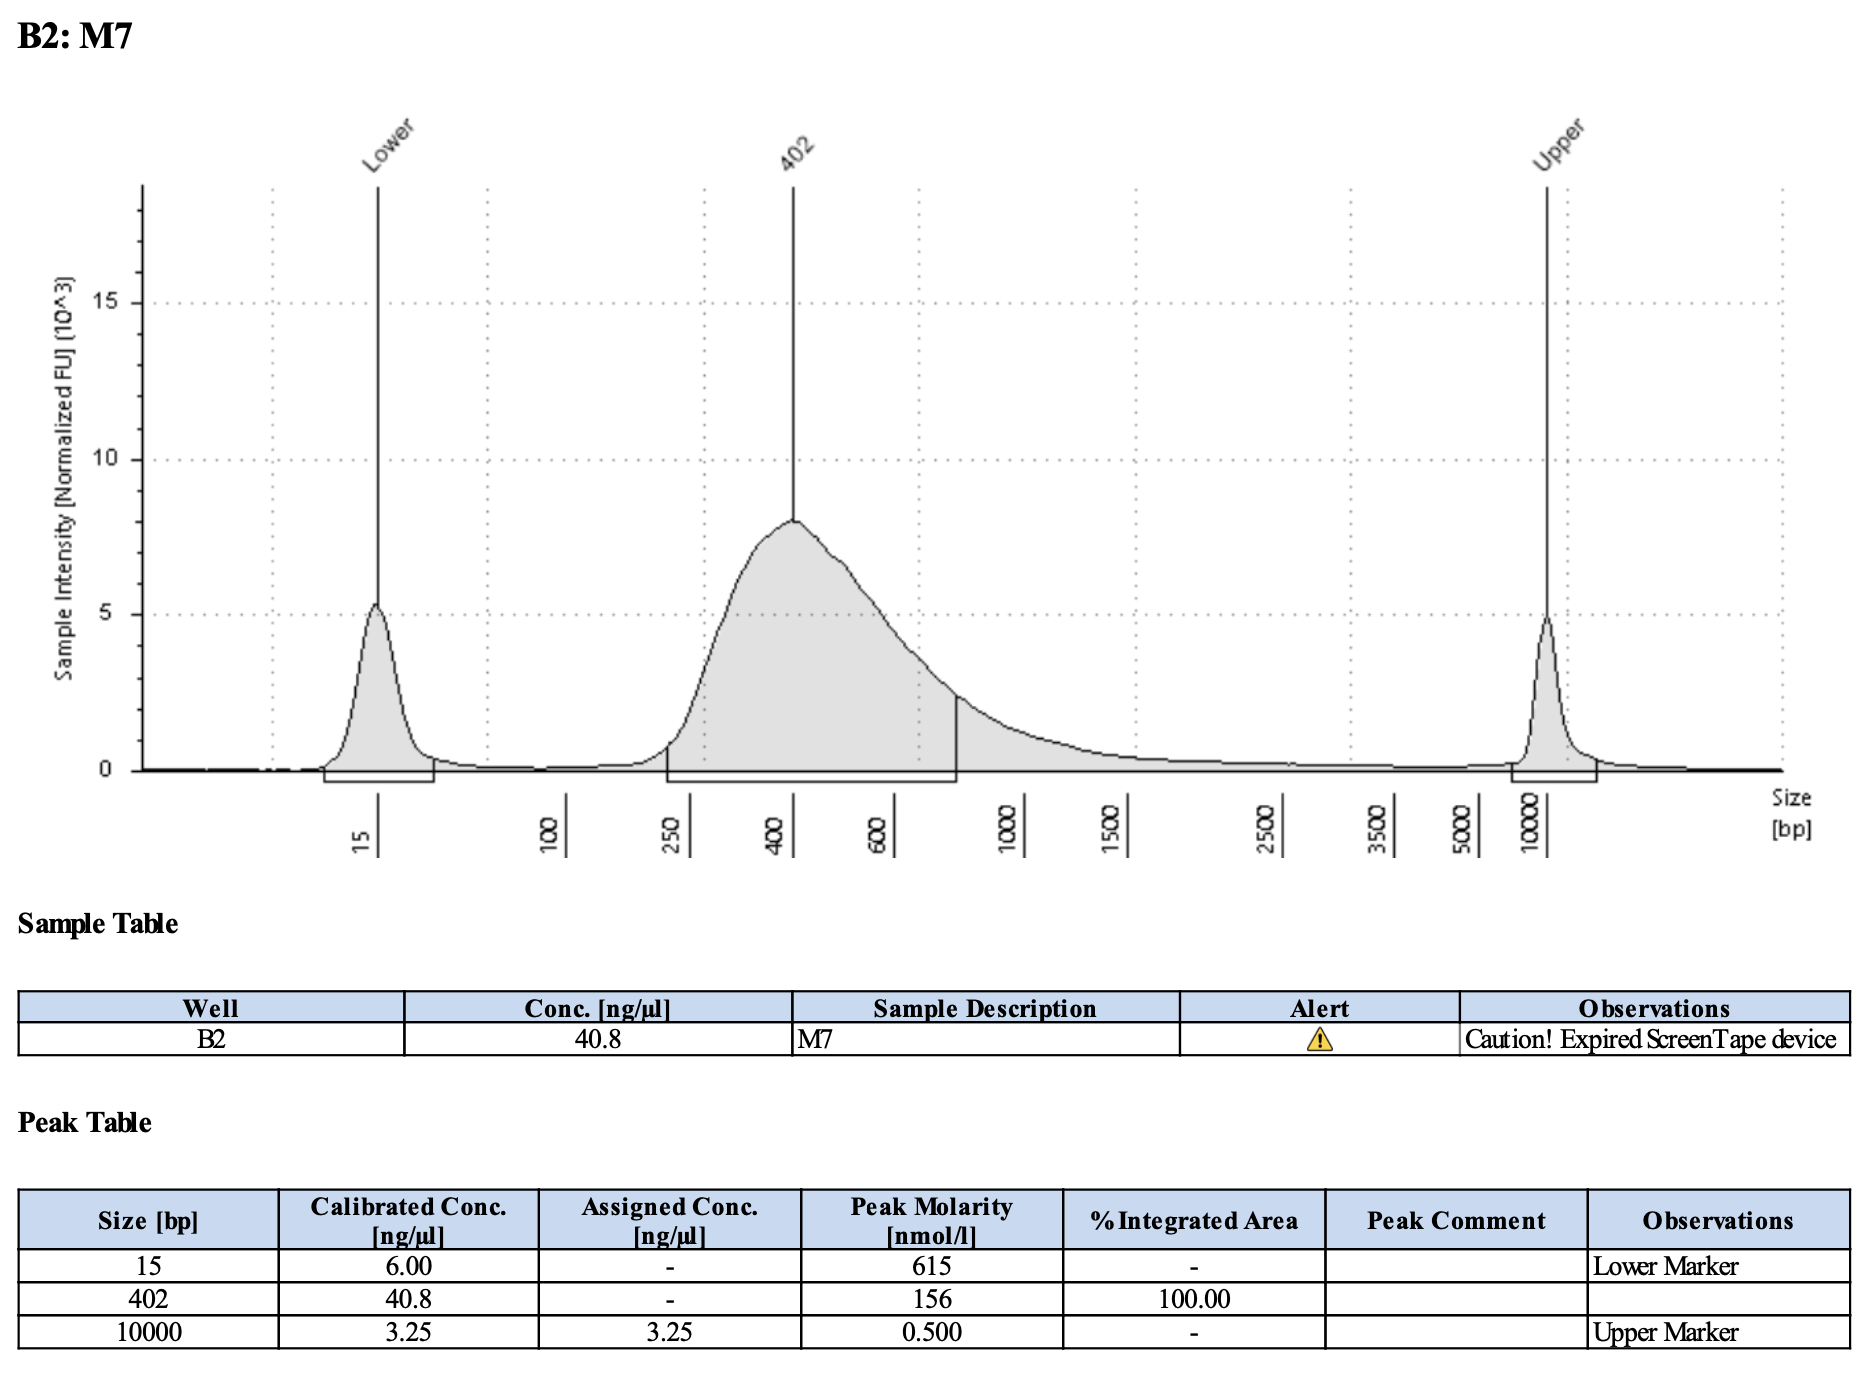 B2: M7
Lower
402
Upper
Sample Intensity [Normalized FU] (10^3)
15
10
5
0
15
100
250
400
600
1000
1500
2500
3500
5000
10000
Size
[bp]
Sample Table
Well Conc. [ng/µl] Sample Description Alert Observations
B2 40.8 M7 Caution! Expired ScreenTape device
Peak Table
Size [bp] Calibrated Conc. [ng/µl] Assigned Conc. [ng/µl] Peak Molarity [nmol/l] % Integrated Area Peak Comment Observations
15 6.00 - 615 - Lower Marker
402 40.8 - 156 100.00
10000 3.25 3.25 0.500 - Upper Marker